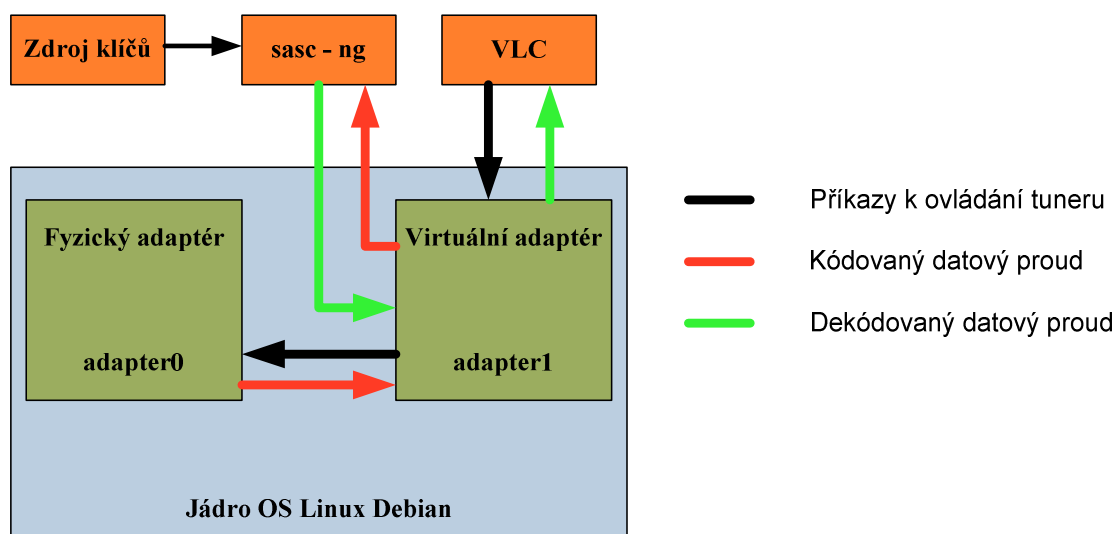 Zdroj klíčů
sasc - ng
VLC
Fyzický adaptér
Virtuální adaptér
adapter0
adapter1
Jádro OS Linux Debian
Příkazy k ovládání tuneru
Kódovaný datový proud
Dekódovaný datový proud